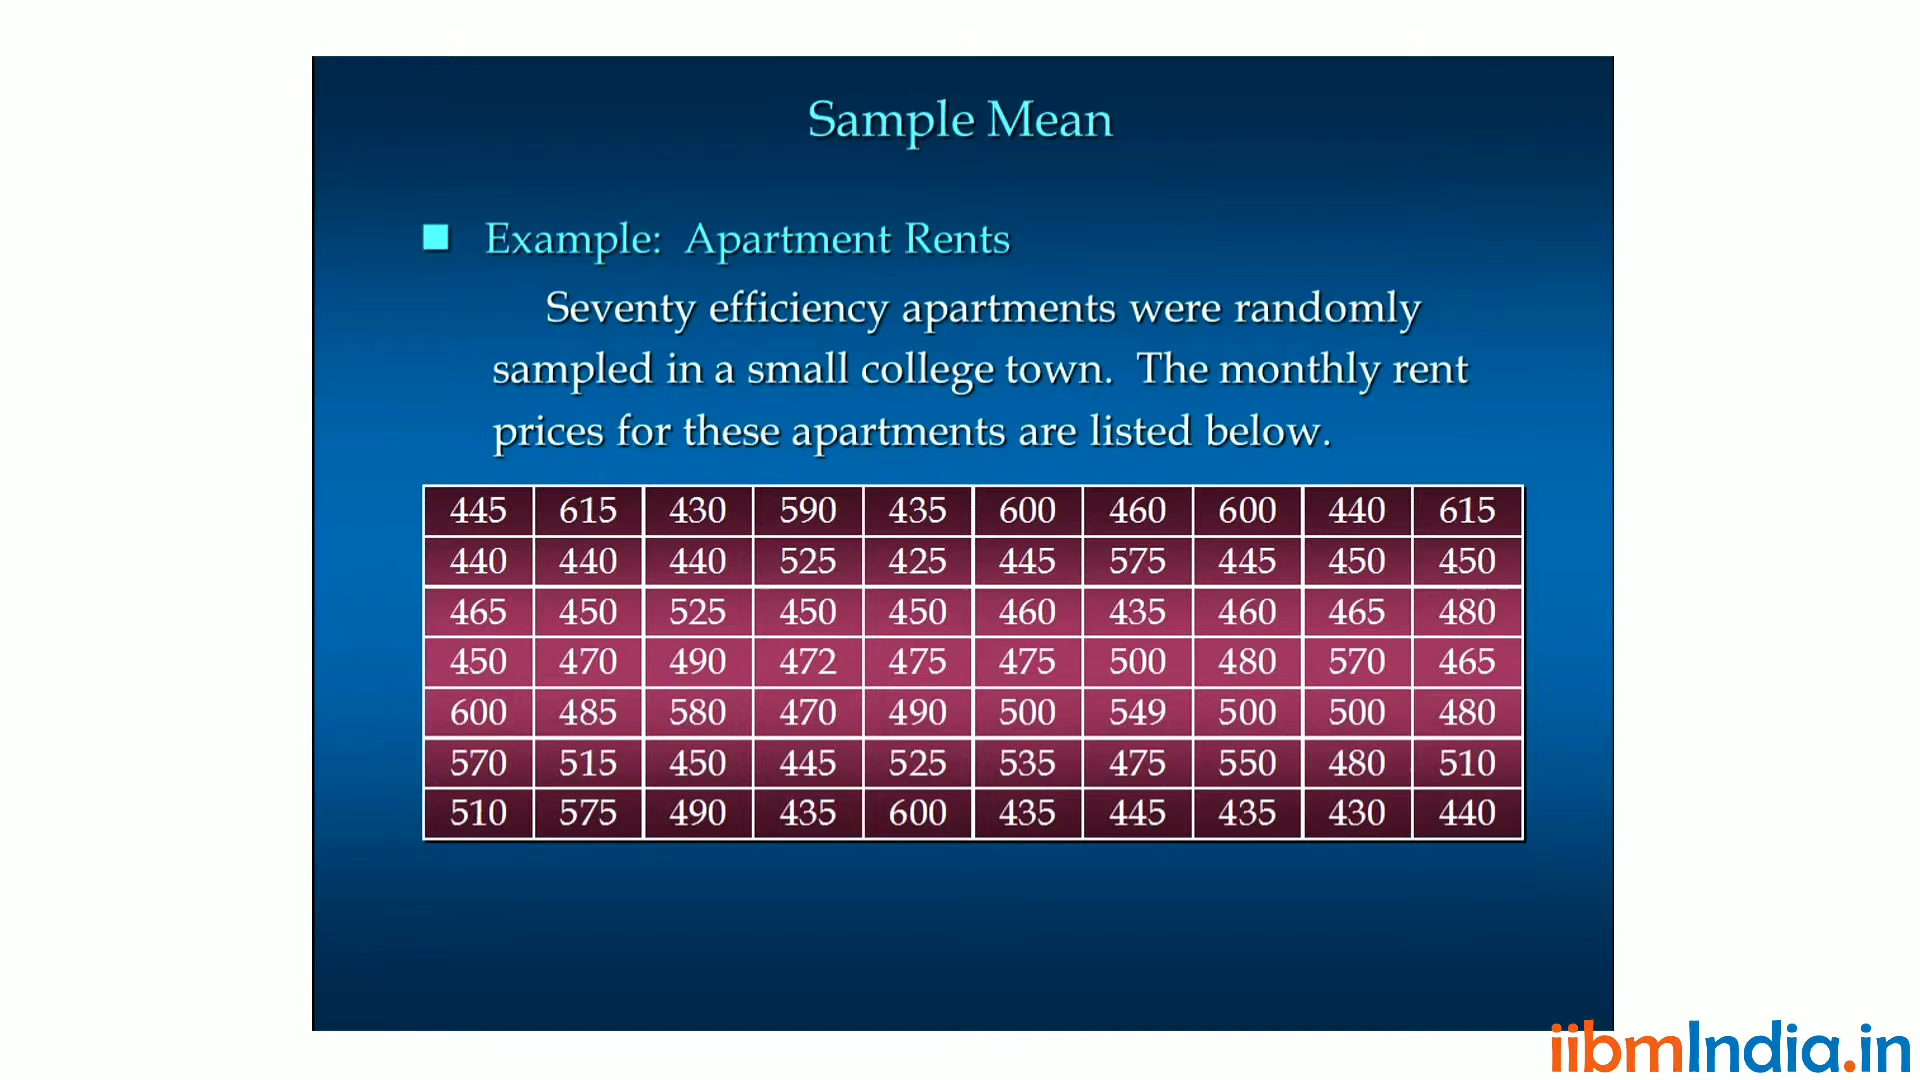 Sample Mean
Example: Apartment Rents
Seventy efficiency apartments were randomly
sampled in a small college town. The monthly rent
prices for these apartments are listed below.
445 615 430 590 435 600 460 600 440 615
440 440 440 525 425 445 575 445 450 450
465 450 525 450 450 460 435 460 465 480
450 470 490 472 475 475 500 480 570 465
600 485 580 470 490 500 549 500 500 480
570 515 450 445 525 535 475 550 480 510
510 575 490 435 600 435 445 435 430 440
iibmIndia.in